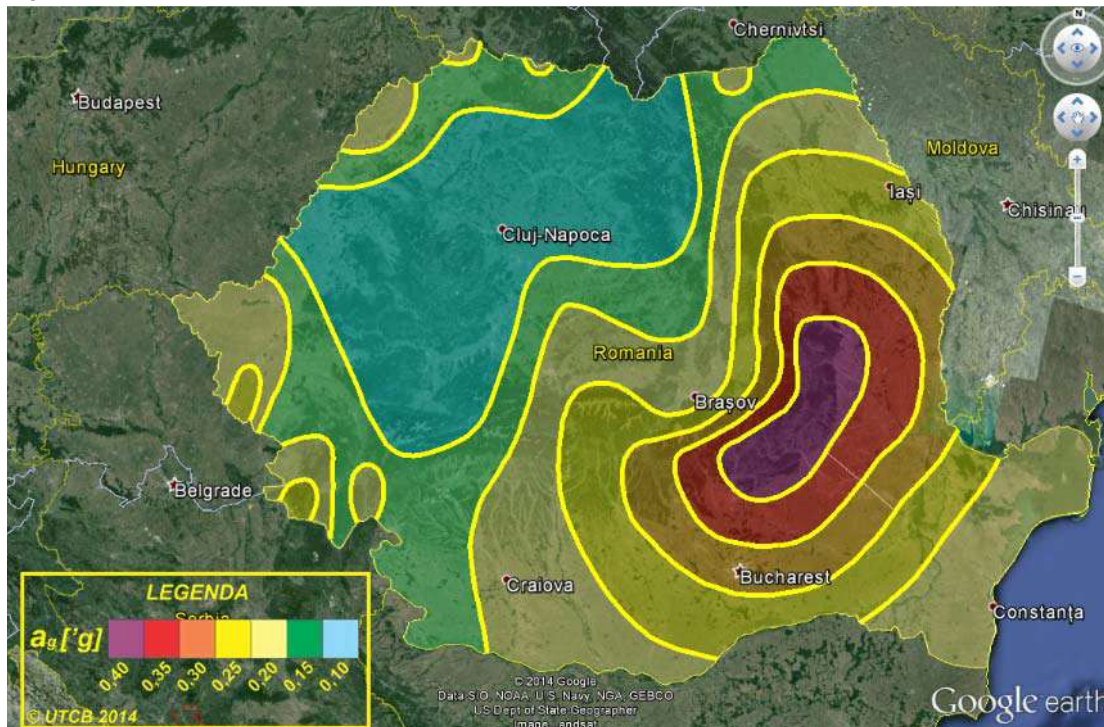 Chernivtsi
N
Budapest
Hungary
Moldova
Iași
Chisinau
Cluj-Napoca
Romania
Brașov
Belgrade
Craiova
Bucharest
Constanța
LEGENDA
Serbia
ag['g]
0,40 0,35 0,30 0,25 0,20 0,15 0,10
© UTCB 2014
© 2014 Google
Data SIO, NOAA, U.S. Navy, NGA, GEBCO
US Dept of State Geographer
Image Landsat
Google earth